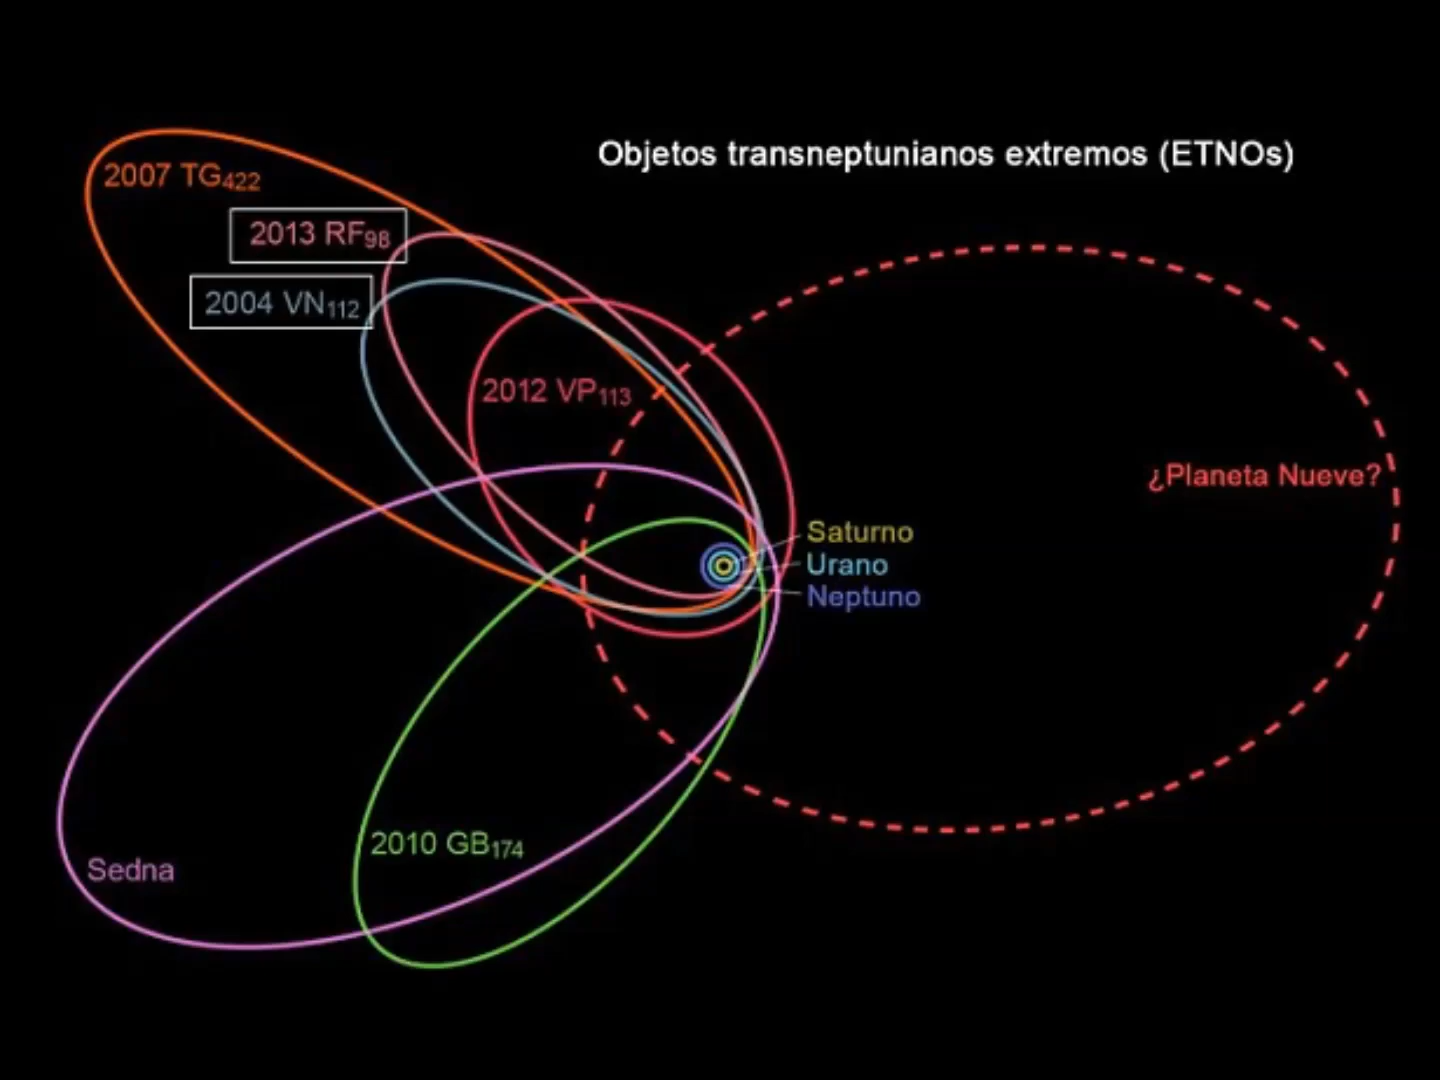 Objetos transneptunianos extremos (ETNOs)
2007 TG422
2013 RF98
2004 VN112
2012 VP113
¿Planeta Nueve?
Saturno
Urano
Neptuno
2010 GB174
Sedna